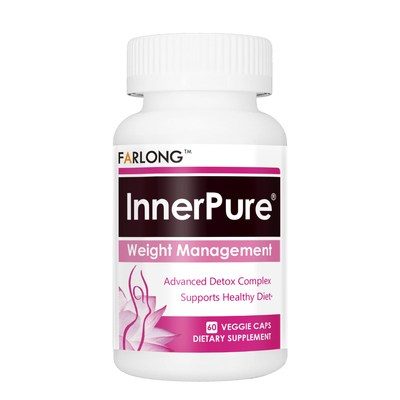 FARLONG™
InnerPure®
Weight Management
Advanced Detox Complex
Supports Healthy Diet*
60 VEGGIE CAPS
DIETARY SUPPLEMENT